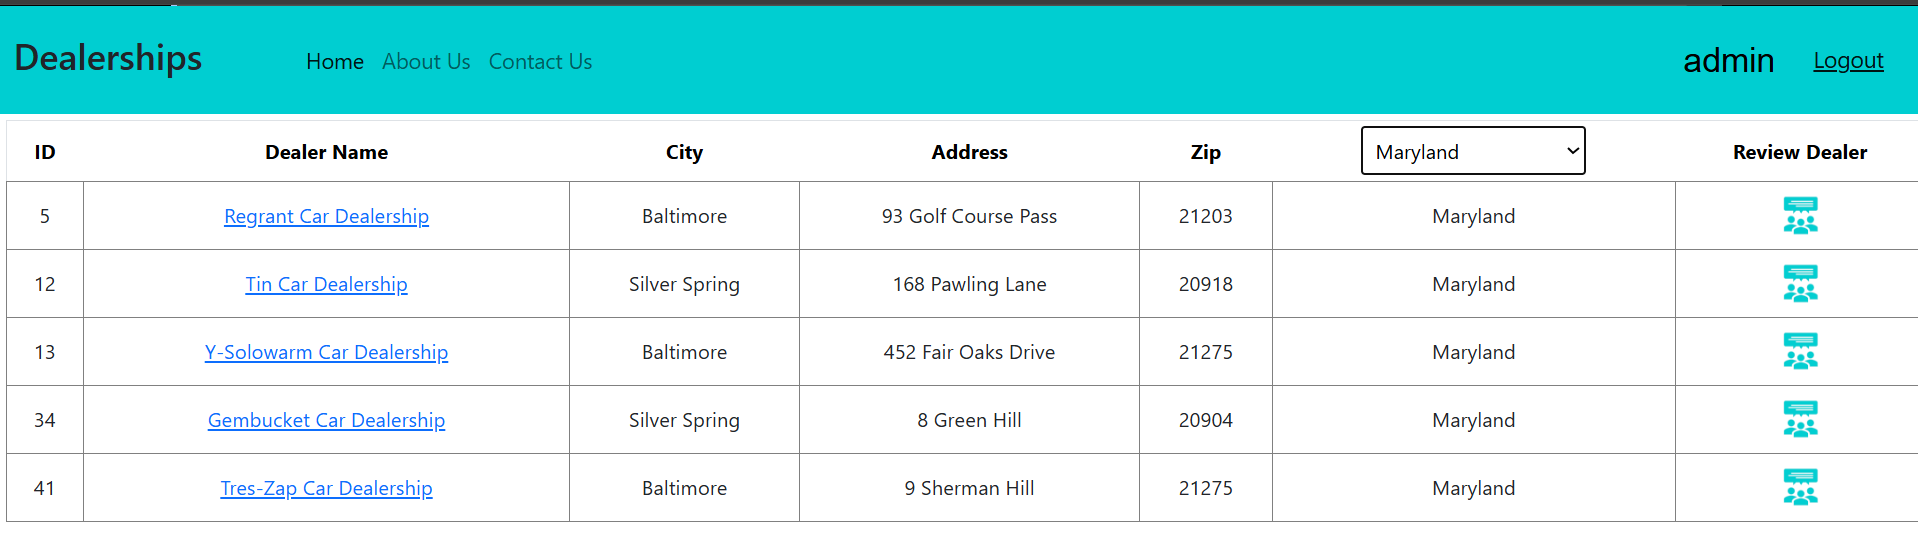 Dealerships Home About Us Contact Us admin Logout
ID Dealer Name City Address Zip Maryland Review Dealer
5 Regrant Car Dealership Baltimore 93 Golf Course Pass 21203 Maryland
12 Tin Car Dealership Silver Spring 168 Pawling Lane 20918 Maryland
13 Y-Solowarm Car Dealership Baltimore 452 Fair Oaks Drive 21275 Maryland
34 Gembucket Car Dealership Silver Spring 8 Green Hill 20904 Maryland
41 Tres-Zap Car Dealership Baltimore 9 Sherman Hill 21275 Maryland